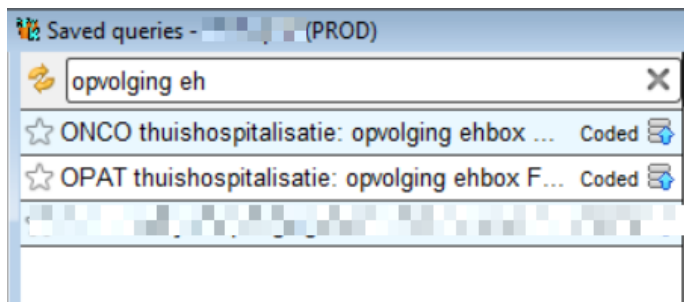 Saved queries - (PROD)
opvolging eh
ONCO thuishospitalisatie: opvolging ehbox ... Coded
OPAT thuishospitalisatie: opvolging ehbox F... Coded